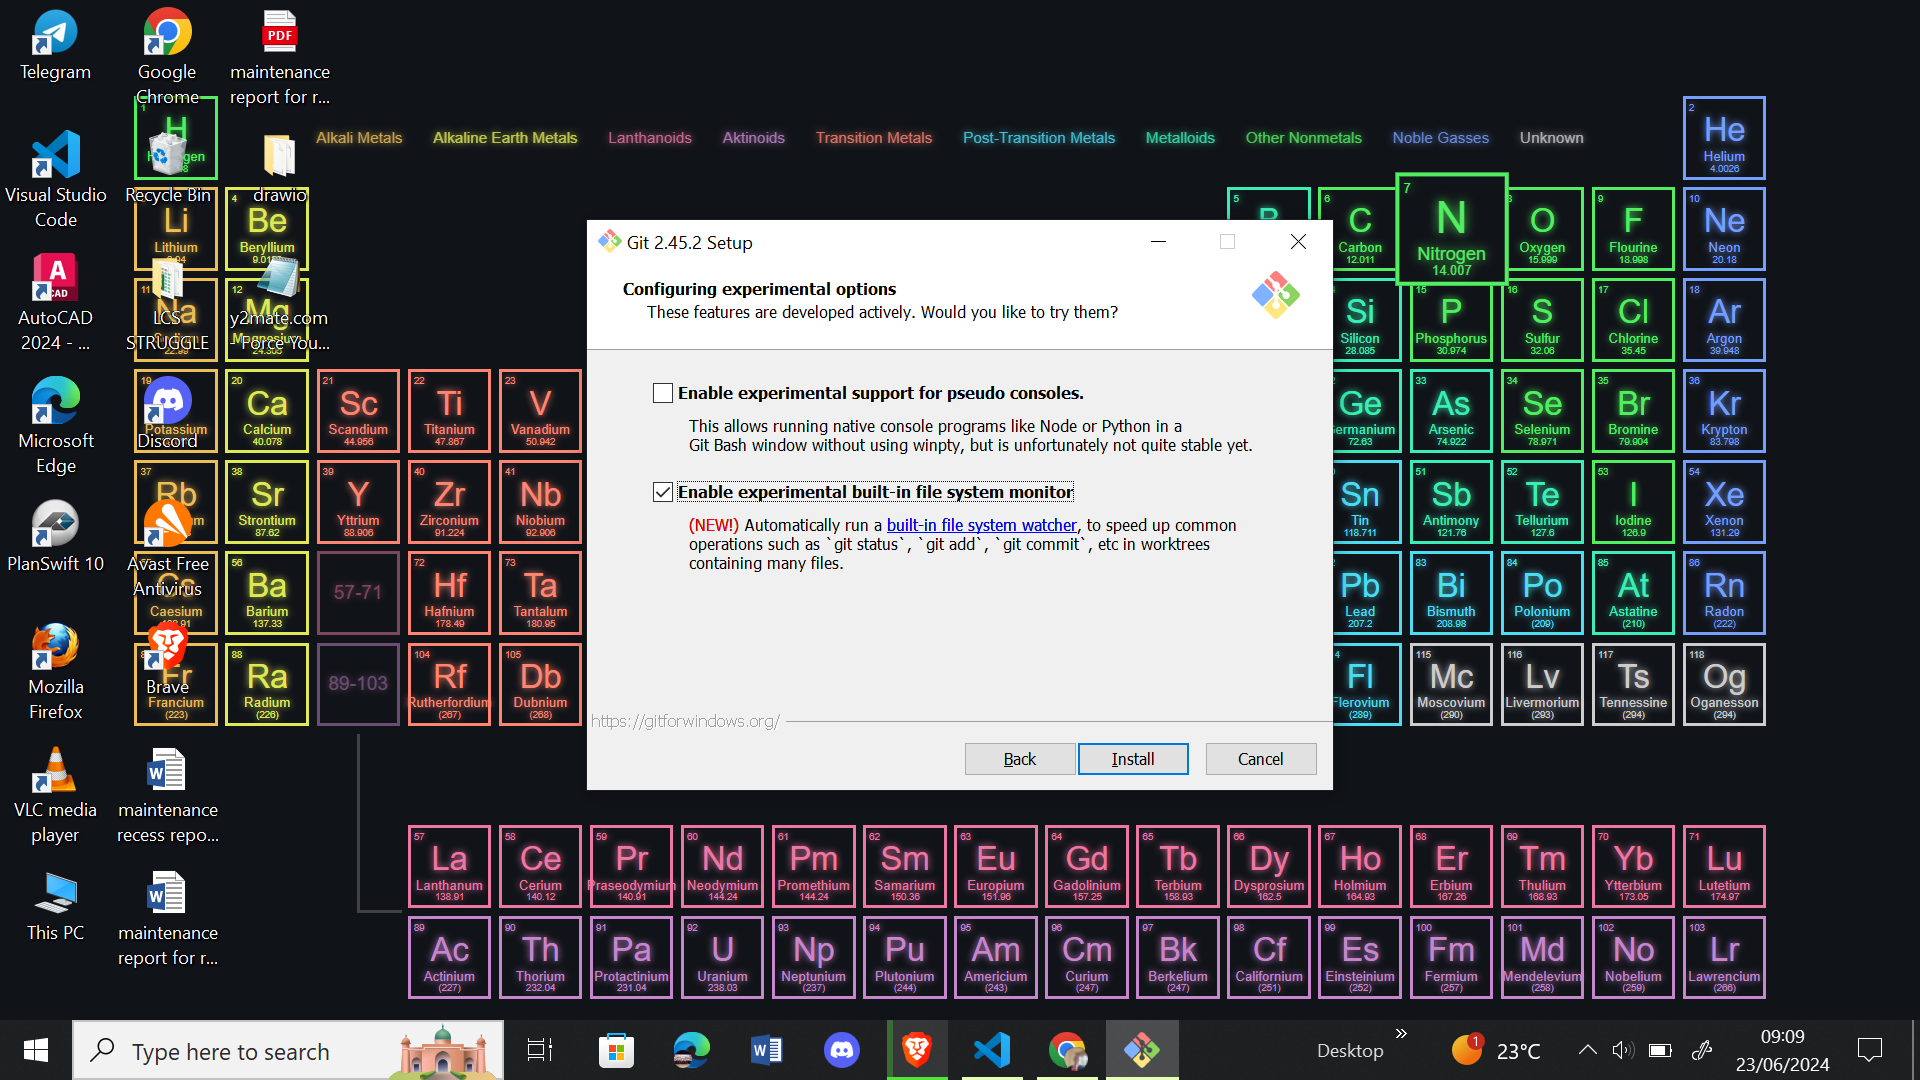 Telegram
Google
Chrome
PDF
maintenance
report for r...
Visual Studio
Code
Recycle Bin
drawio
AutoCAD
2024 - ...
LCS
STRUGGLE
y2mate.com
- Force You...
Microsoft
Edge
Discord
PlanSwift 10
Avast Free
Antivirus
Mozilla
Firefox
Brave
VLC media
player
maintenance
recess repo...
This PC
maintenance
report for r...
Alkali Metals Alkaline Earth Metals Lanthanoids Aktinoids Transition Metals Post-Transition Metals Metalloids Other Nonmetals Noble Gasses Unknown
1 H
2 He Helium 4.0026
Li Lithium
4 Be Beryllium
5
6 C Carbon 12.011
7 N Nitrogen 14.007
O Oxygen 15.999
9 F Flourine 18.998
10 Ne Neon 20.18
11
12 Mg
Si Silicon 28.085
15 P Phosphorus 30.974
16 S Sulfur 32.06
17 Cl Chlorine 35.45
18 Ar Argon 39.948
19 Potassium
20 Ca Calcium 40.078
21 Sc Scandium 44.956
22 Ti Titanium 47.867
23 V Vanadium 50.942
Ge 72.63
33 As Arsenic 74.922
34 Se Selenium 78.971
35 Br Bromine 79.904
36 Kr Krypton 83.798
37 Rb
38 Sr Strontium 87.62
39 Y Yttrium 88.906
40 Zr Zirconium 91.224
41 Nb Niobium 92.906
Sn Tin 118.711
51 Sb Antimony 121.76
52 Te Tellurium 127.6
53 I Iodine 126.9
54 Xe Xenon 131.29
Cs Caesium
56 Ba Barium 137.33
57-71
72 Hf Hafnium 178.49
73 Ta Tantalum 180.95
Pb Lead 207.2
83 Bi Bismuth 208.98
84 Po Polonium (209)
85 At Astatine (210)
86 Rn Radon (222)
Fr Francium (223)
88 Ra Radium (226)
89-103
104 Rf Rutherfordium (267)
105 Db Dubnium (268)
Fl Flerovium (289)
115 Mc Moscovium (290)
116 Lv Livermorium (293)
117 Ts Tennessine (294)
118 Og Oganesson (294)
57 La Lanthanum 138.91
58 Ce Cerium 140.12
59 Pr Praseodymium 140.91
60 Nd Neodymium 144.24
61 Pm Promethium 144.24
62 Sm Samarium 150.36
63 Eu Europium 151.96
64 Gd Gadolinium 157.25
65 Tb Terbium 158.93
66 Dy Dysprosium 162.5
67 Ho Holmium 164.93
68 Er Erbium 167.26
69 Tm Thulium 168.93
70 Yb Ytterbium 173.05
71 Lu Lutetium 174.97
89 Ac Actinium (227)
90 Th Thorium 232.04
91 Pa Protactinium 231.04
92 U Uranium 238.03
93 Np Neptunium (237)
94 Pu Plutonium (244)
95 Am Americium (243)
96 Cm Curium (247)
97 Bk Berkelium (247)
98 Cf Californium (251)
99 Es Einsteinium (252)
100 Fm Fermium (257)
101 Md Mendelevium (258)
102 No Nobelium (259)
103 Lr Lawrencium (266)
Git 2.45.2 Setup
Configuring experimental options
These features are developed actively. Would you like to try them?
Enable experimental support for pseudo consoles.
This allows running native console programs like Node or Python in a
Git Bash window without using winpty, but is unfortunately not quite stable yet.
Enable experimental built-in file system monitor
(NEW!) Automatically run a built-in file system watcher, to speed up common
operations such as `git status`, `git add`, `git commit`, etc in worktrees
containing many files.
https://gitforwindows.org/
Back Install Cancel
Type here to search
Desktop
»
1
23°C
09:09
23/06/2024